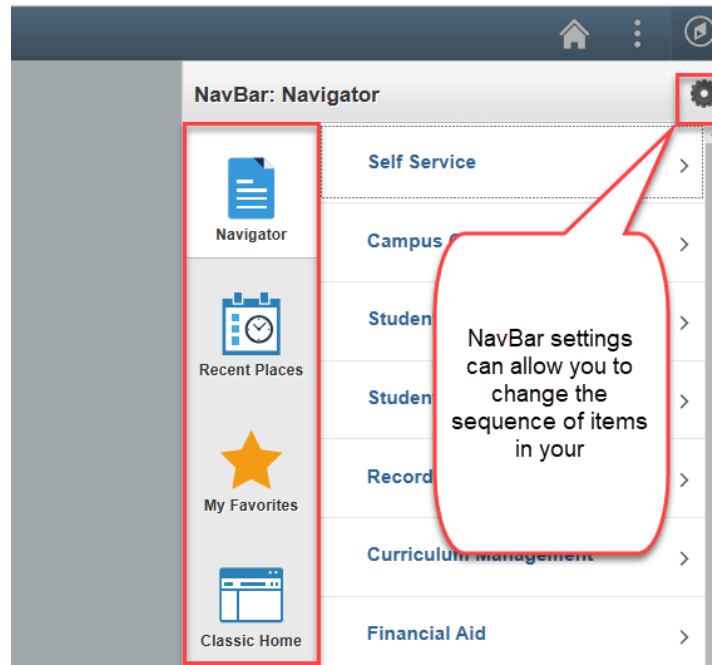 NavBar: Navigator
Navigator
Recent Places
My Favorites
Classic Home
Self Service
Campus
Studen
Studen
Record
Curriculum Management
Financial Aid
NavBar settings
can allow you to
change the
sequence of items
in your